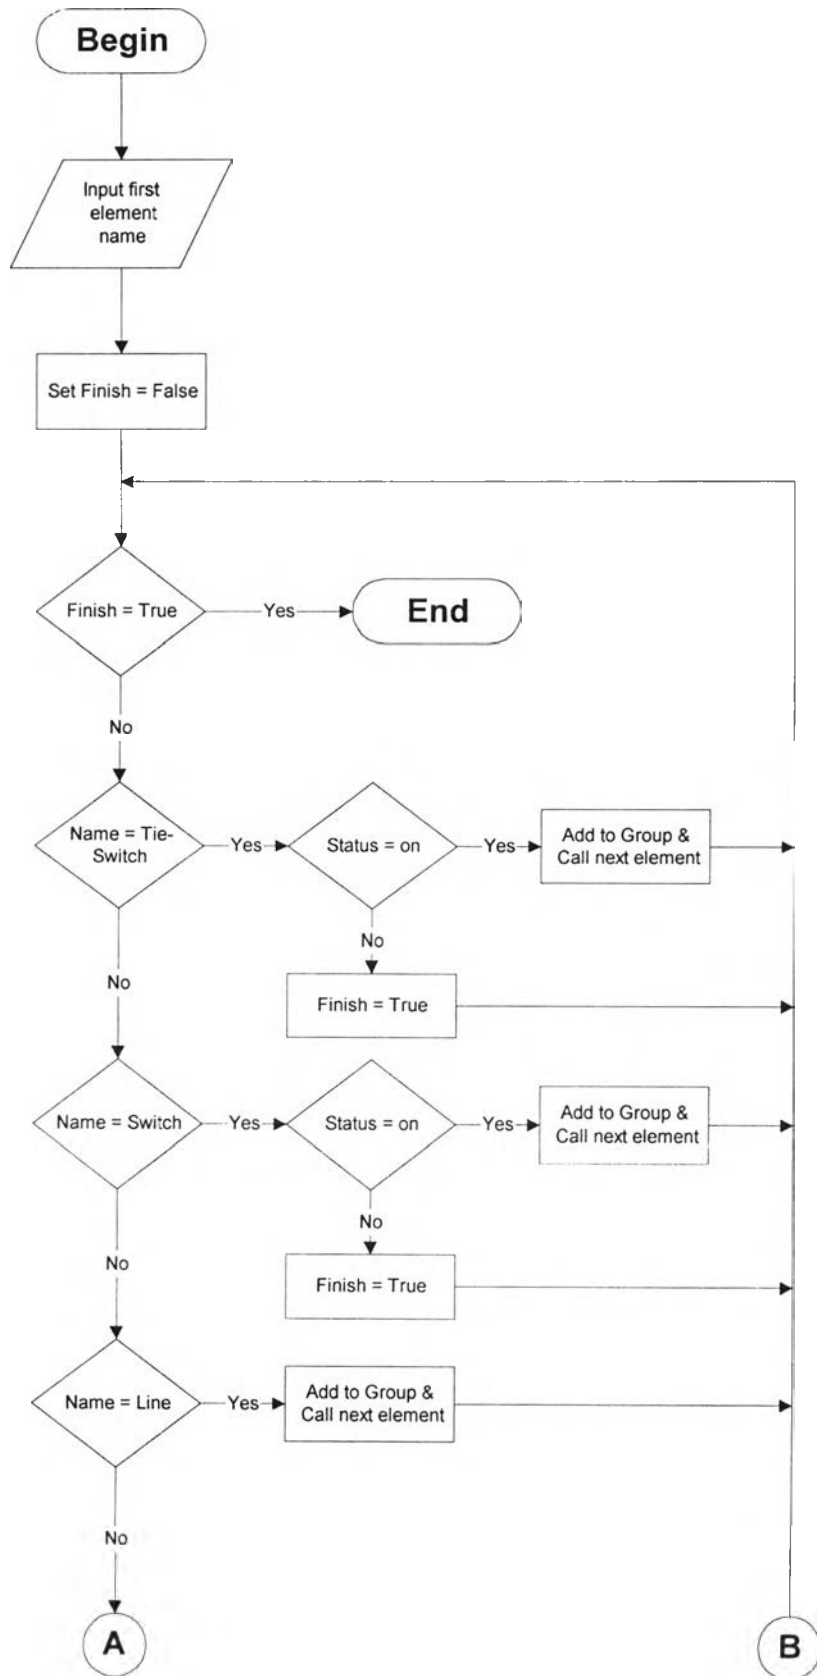 Begin
Input first
element
name
Set Finish = False
Finish = True
Yes
End
No
Name = Tie-
Switch
Yes
Status = on
Yes
Add to Group &
Call next element
No
No
Finish = True
Name = Switch
Yes
Status = on
Yes
Add to Group &
Call next element
No
No
Finish = True
Name = Line
Yes
Add to Group &
Call next element
No
A
B